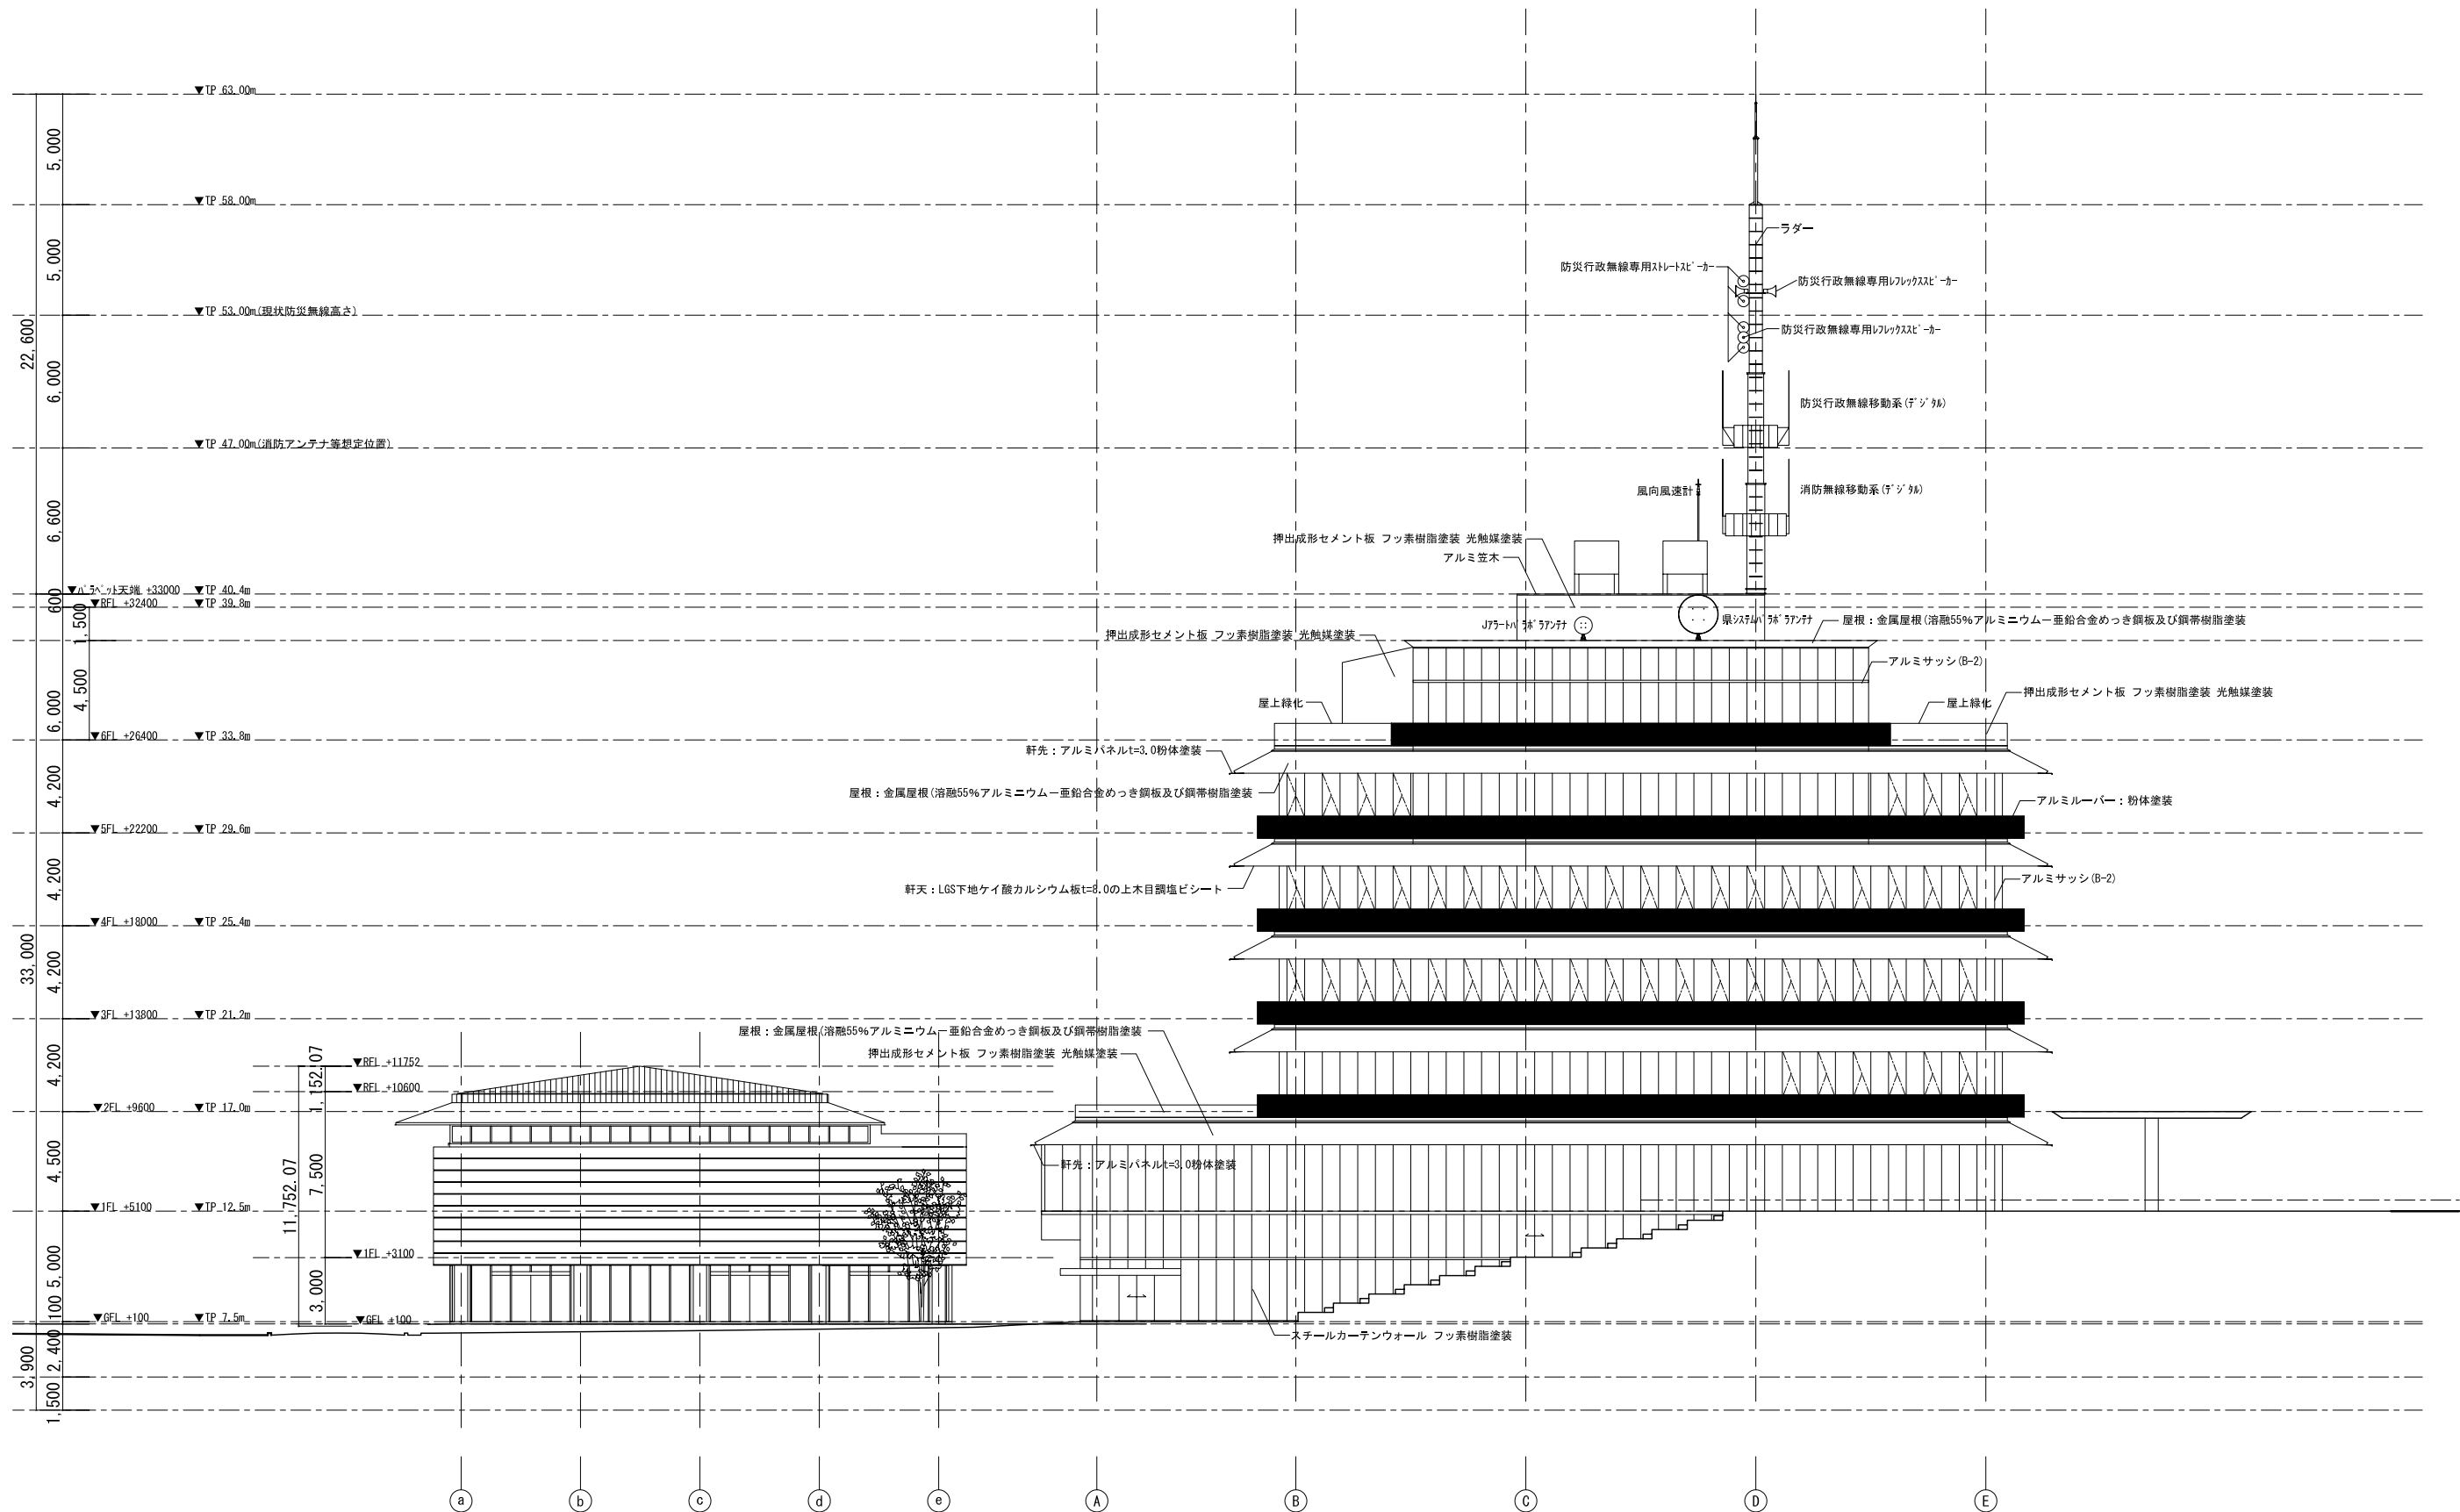 ▼TP 63.00m
5,000
▼TP 58.00m
ラダー
5,000
防災行政無線専用ストレートスピーカー
防災行政無線専用レフレックススピーカー
▼TP 53.00m(現状防災無線高さ)
防災行政無線専用レフレックススピーカー
22,600
6,000
防災行政無線移動系(デジタル)
▼TP 47.00m(消防アンテナ等想定位置)
風向風速計
消防無線移動系(デジタル)
6,600
押出成形セメント板 フッ素樹脂塗装 光触媒塗装
アルミ笠木
▼パラペット天端 +33000 ▼TP 40.4m
600
▼RFL +32400 ▼TP 39.8m
1,500
Jアラートパラボラアンテナ
県システムパラボラアンテナ
屋根：金属屋根(溶融55%アルミニウムー亜鉛合金めっき鋼板及び鋼帯樹脂塗装
押出成形セメント板 フッ素樹脂塗装 光触媒塗装
アルミサッシ(B-2)
4,500
6,000
屋上緑化
屋上緑化
押出成形セメント板 フッ素樹脂塗装 光触媒塗装
▼6FL +26400 ▼TP 33.8m
軒先：アルミパネルt=3.0粉体塗装
4,200
屋根：金属屋根(溶融55%アルミニウムー亜鉛合金めっき鋼板及び鋼帯樹脂塗装
アルミルーバー：粉体塗装
▼5FL +22200 ▼TP 29.6m
4,200
軒天：LGS下地ケイ酸カルシウム板t=8.0の上木目調塩ビシート
アルミサッシ(B-2)
▼4FL +18000 ▼TP 25.4m
33,000
4,200
▼3FL +13800 ▼TP 21.2m
屋根：金属屋根(溶融55%アルミニウムー亜鉛合金めっき鋼板及び鋼帯樹脂塗装
押出成形セメント板 フッ素樹脂塗装 光触媒塗装
4,200
▼RFL +11752
1,152.07
▼RFL +10600
▼2FL +9600 ▼TP 17.0m
4,500
7,500
11,752.07
軒先：アルミパネルt=3.0粉体塗装
▼1FL +5100 ▼TP 12.5m
▼1FL +3100
5,000
3,000
100
▼GFL +100 ▼TP 7.5m
▼GFL +100
スチールカーテンウォール フッ素樹脂塗装
2,400
3,900
1,500
a b c d e A B C D E